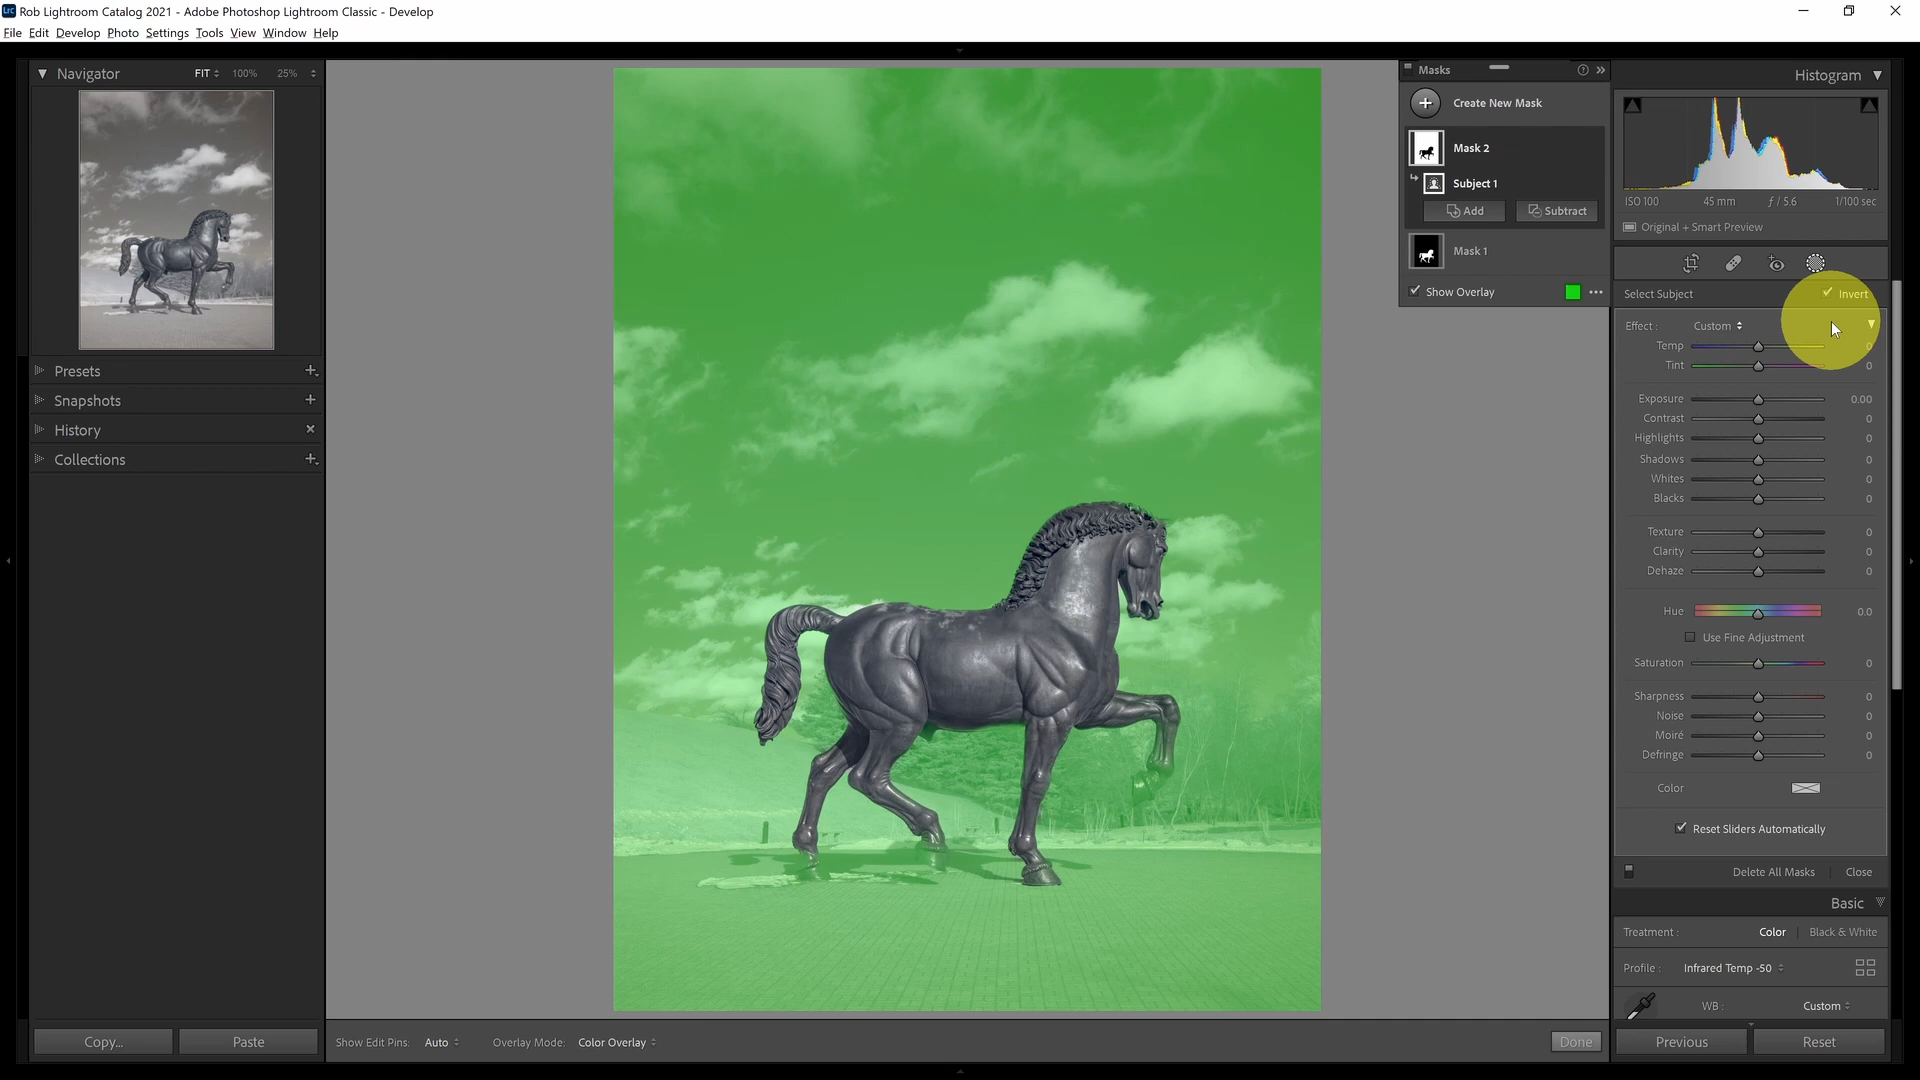 Lrc Rob Lightroom Catalog 2021 - Adobe Photoshop Lightroom Classic - Develop
File Edit Develop Photo Settings Tools View Window Help
Navigator FIT 100% 25%
Presets
Snapshots
History
Collections
Copy... Paste
Masks
Create New Mask
Mask 2
Subject 1
Add Subtract
Mask 1
Show Overlay
Show Edit Pins: Auto Overlay Mode: Color Overlay Done
Histogram
ISO 100 45 mm ƒ / 5.6 1/100 sec
Original + Smart Preview
Select Subject Invert
Effect : Custom
Temp 0
Tint 0
Exposure 0.00
Contrast 0
Highlights 0
Shadows 0
Whites 0
Blacks 0
Texture 0
Clarity 0
Dehaze 0
Hue 0.0
Use Fine Adjustment
Saturation 0
Sharpness 0
Noise 0
Moiré 0
Defringe 0
Color
Reset Sliders Automatically
Delete All Masks Close
Basic
Treatment : Color Black & White
Profile : Infrared Temp -50
WB : Custom
Previous Reset